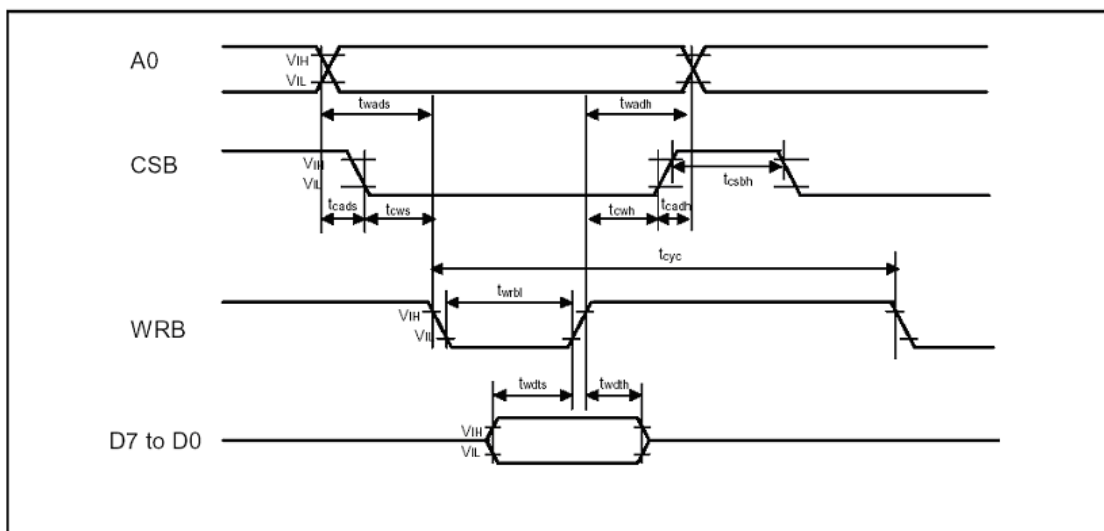 A0
VIH
VIL
twads
twadh
CSB
VIH
VIL
tcsbh
tcads
tcws
tcwh
tcadh
tcyc
twrbl
WRB
VIH
VIL
twdts
twdth
D7 to D0
VIH
VIL